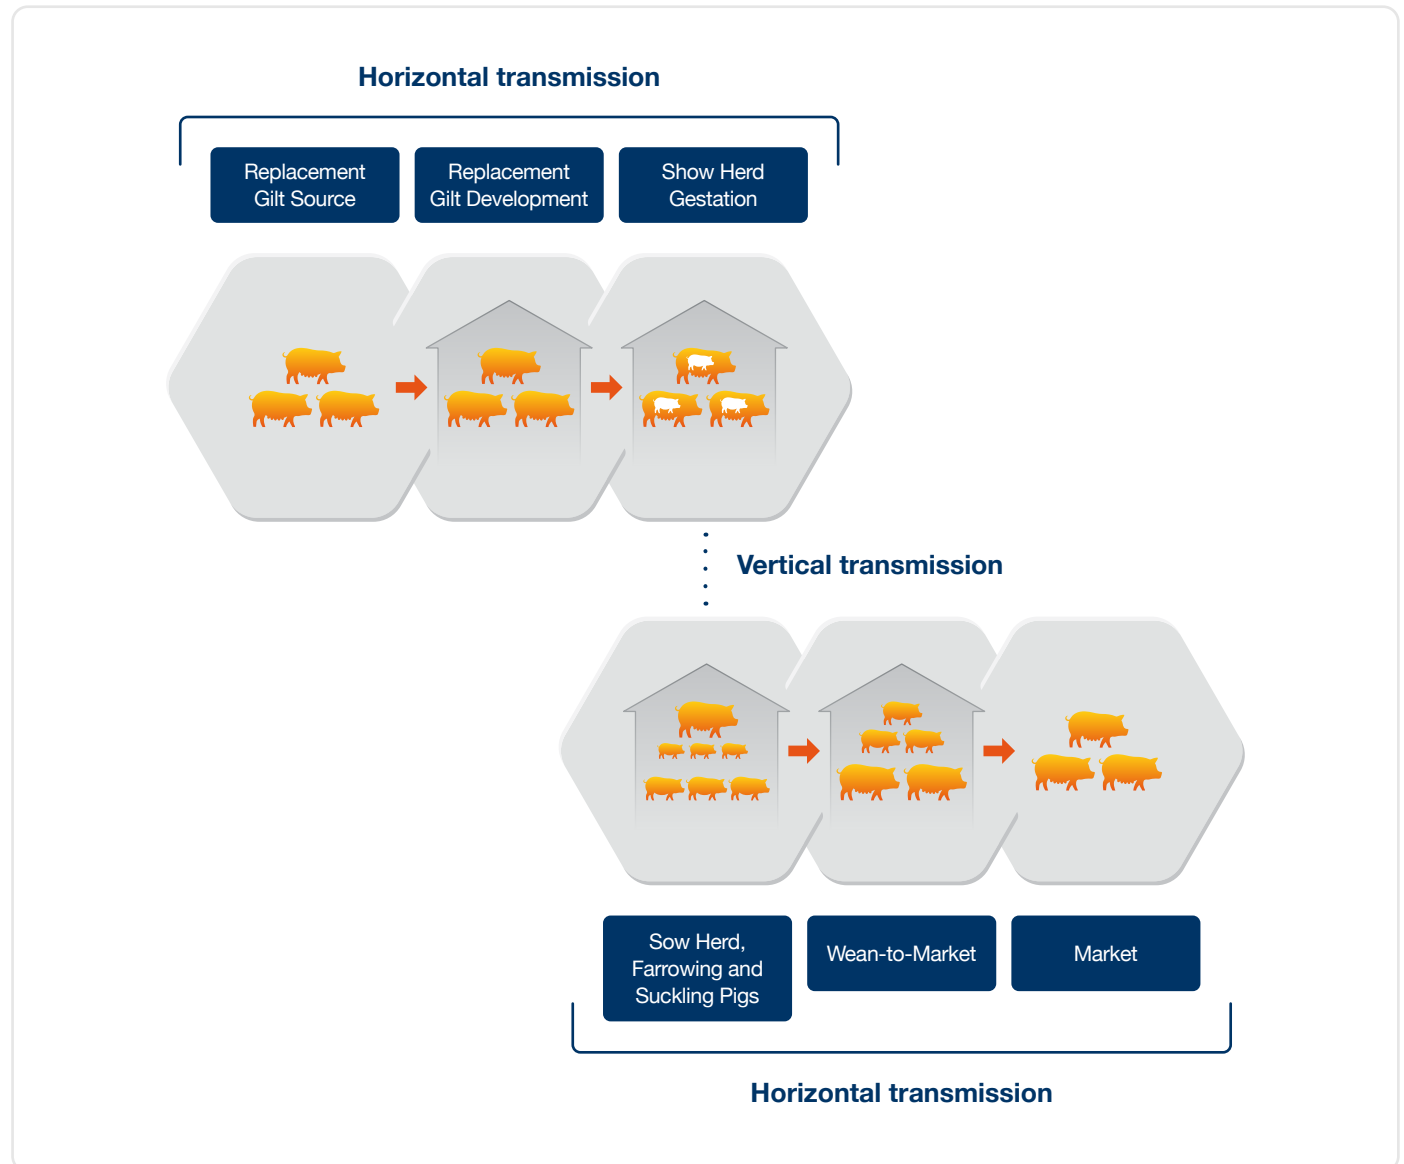 Horizontal transmission
Replacement
Gilt Source
Replacement
Gilt Development
Show Herd
Gestation
Vertical transmission
Sow Herd,
Farrowing and
Suckling Pigs
Wean-to-Market
Market
Horizontal transmission